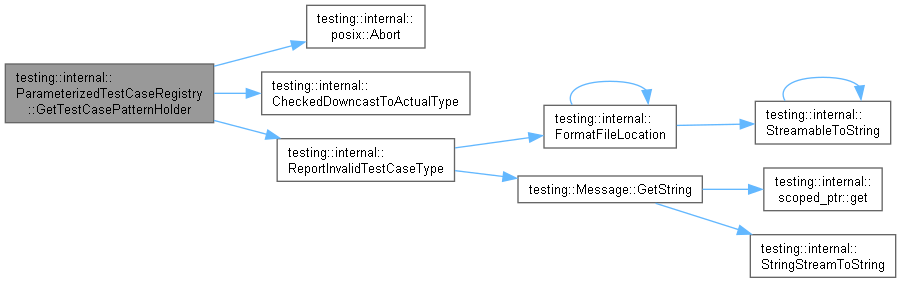 testing::internal::
posix::Abort
testing::internal::
ParameterizedTestCaseRegistry
::GetTestCasePatternHolder
testing::internal::
CheckedDowncastToActualType
testing::internal::
ReportInvalidTestCaseType
testing::internal::
FormatFileLocation
testing::internal::
StreamableToString
testing::Message::GetString
testing::internal::
scoped_ptr::get
testing::internal::
StringStreamToString